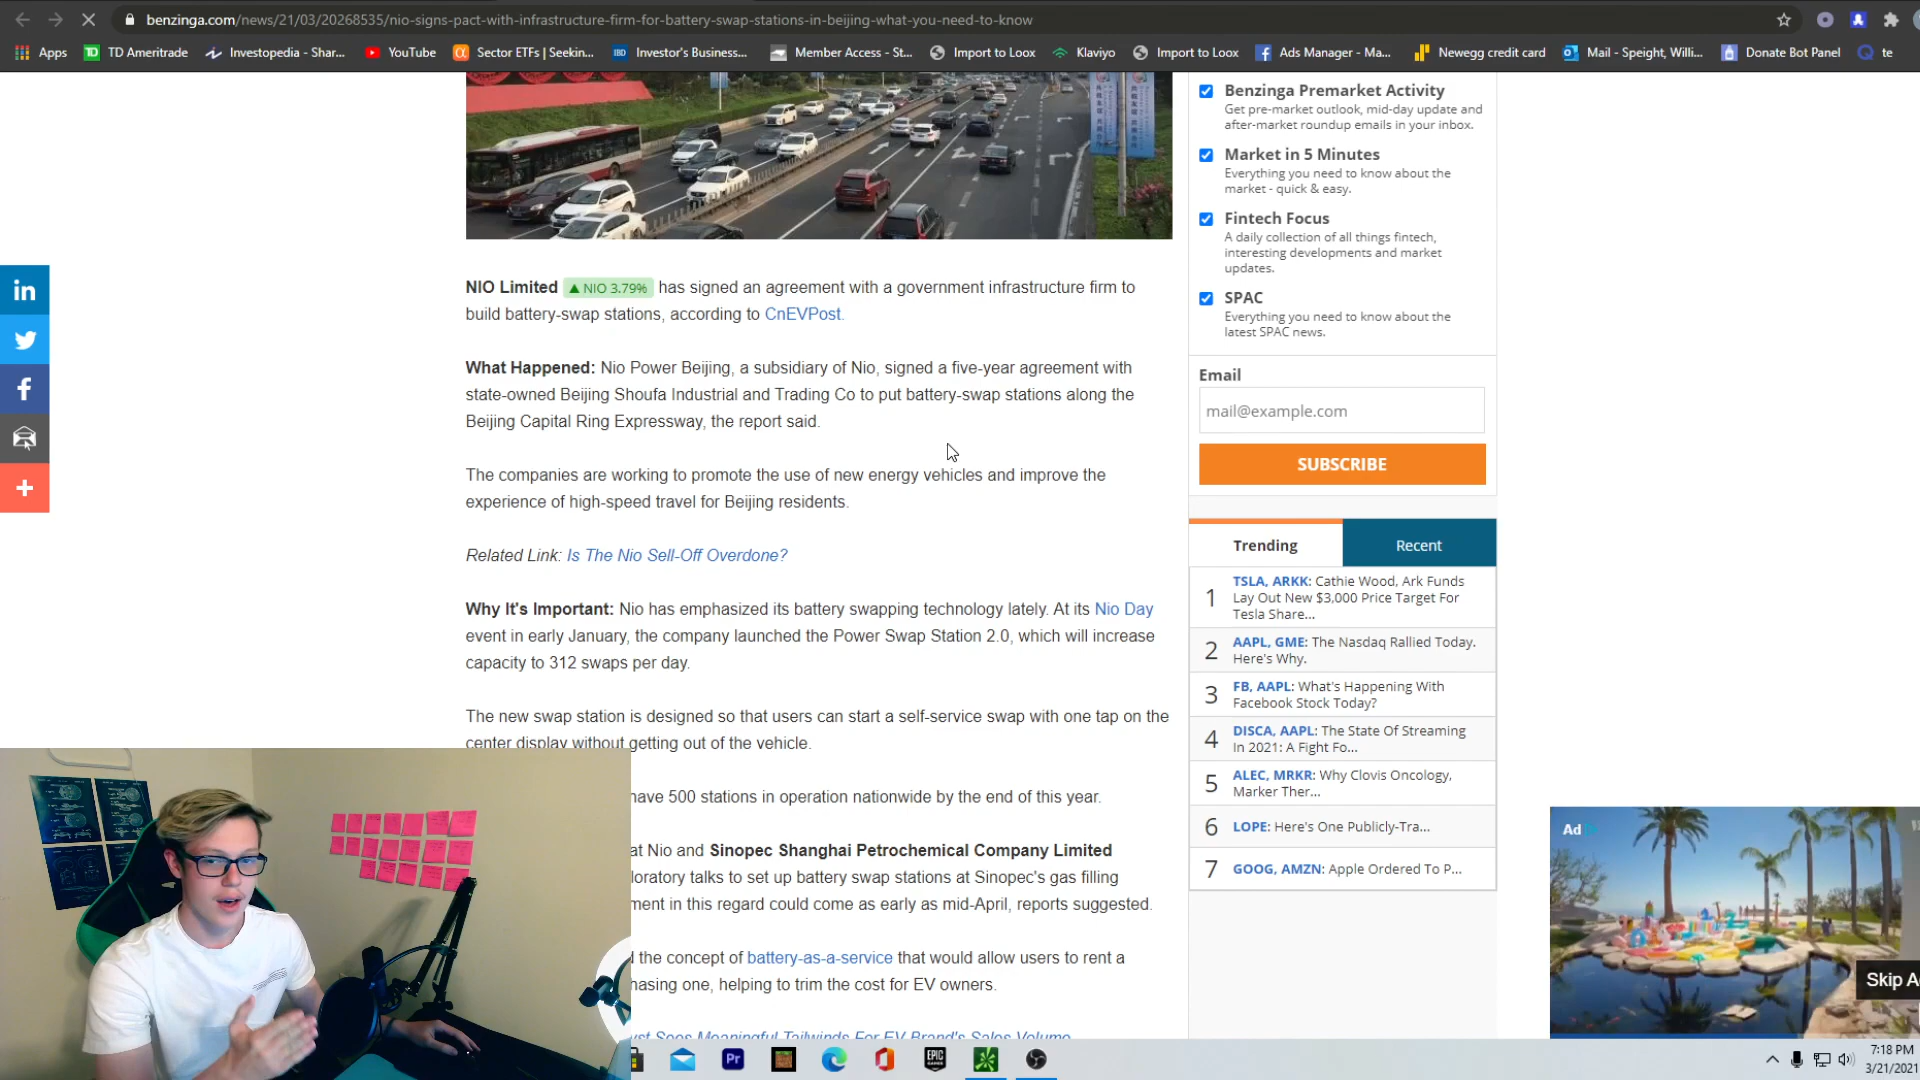 benzinga.com/news/21/03/20268535/nio-signs-pact-with-infrastructure-firm-for-battery-swap-stations-in-beijing-what-you-need-to-know
Apps TD Ameritrade Investopedia - Shar... YouTube Sector ETFs | Seekin... Investor's Business... Member Access - St... Import to Loox Klaviyo Import to Loox Ads Manager - Ma... Newegg credit card Mail - Speight, Willi... Donate Bot Panel te
NIO Limited ▲ NIO 3.79% has signed an agreement with a government infrastructure firm to
build battery-swap stations, according to CnEVPost.
What Happened: Nio Power Beijing, a subsidiary of Nio, signed a five-year agreement with
state-owned Beijing Shoufa Industrial and Trading Co to put battery-swap stations along the
Beijing Capital Ring Expressway, the report said.
The companies are working to promote the use of new energy vehicles and improve the
experience of high-speed travel for Beijing residents.
Related Link: Is The Nio Sell-Off Overdone?
Why It's Important: Nio has emphasized its battery swapping technology lately. At its Nio Day
event in early January, the company launched the Power Swap Station 2.0, which will increase
capacity to 312 swaps per day.
The new swap station is designed so that users can start a self-service swap with one tap on the
center display without getting out of the vehicle.
have 500 stations in operation nationwide by the end of this year.
at Nio and Sinopec Shanghai Petrochemical Company Limited
loratory talks to set up battery swap stations at Sinopec's gas filling
ment in this regard could come as early as mid-April, reports suggested.
d the concept of battery-as-a-service that would allow users to rent a
hasing one, helping to trim the cost for EV owners.
yst Sees Meaningful Tailwinds For EV Brand's Sales Volume
Benzinga Premarket Activity
Get pre-market outlook, mid-day update and
after-market roundup emails in your inbox.
Market in 5 Minutes
Everything you need to know about the
market - quick & easy.
Fintech Focus
A daily collection of all things fintech,
interesting developments and market
updates.
SPAC
Everything you need to know about the
latest SPAC news.
Email
mail@example.com
SUBSCRIBE
Trending Recent
1 TSLA, ARKK: Cathie Wood, Ark Funds
Lay Out New $3,000 Price Target For
Tesla Share...
2 AAPL, GME: The Nasdaq Rallied Today.
Here's Why.
3 FB, AAPL: What's Happening With
Facebook Stock Today?
4 DISCA, AAPL: The State Of Streaming
In 2021: A Fight Fo...
5 ALEC, MRKR: Why Clovis Oncology,
Marker Ther...
6 LOPE: Here's One Publicly-Tra...
7 GOOG, AMZN: Apple Ordered To P...
Ad
Skip A
7:18 PM
3/21/2021